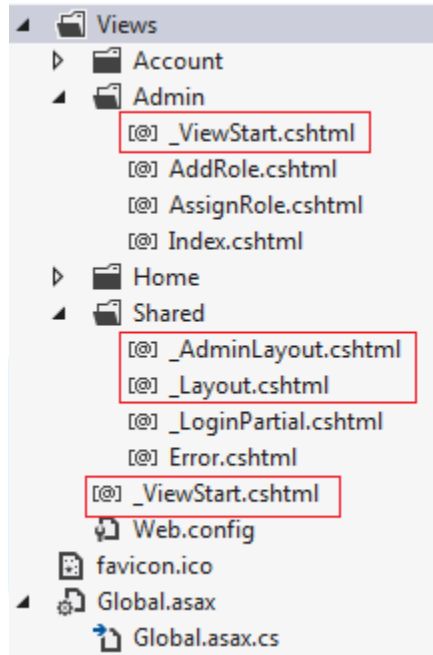 Views
Account
Admin
[@] _ViewStart.cshtml
[@] AddRole.cshtml
[@] AssignRole.cshtml
[@] Index.cshtml
Home
Shared
[@] _AdminLayout.cshtml
[@] _Layout.cshtml
[@] _LoginPartial.cshtml
[@] Error.cshtml
[@] _ViewStart.cshtml
Web.config
favicon.ico
Global.asax
Global.asax.cs